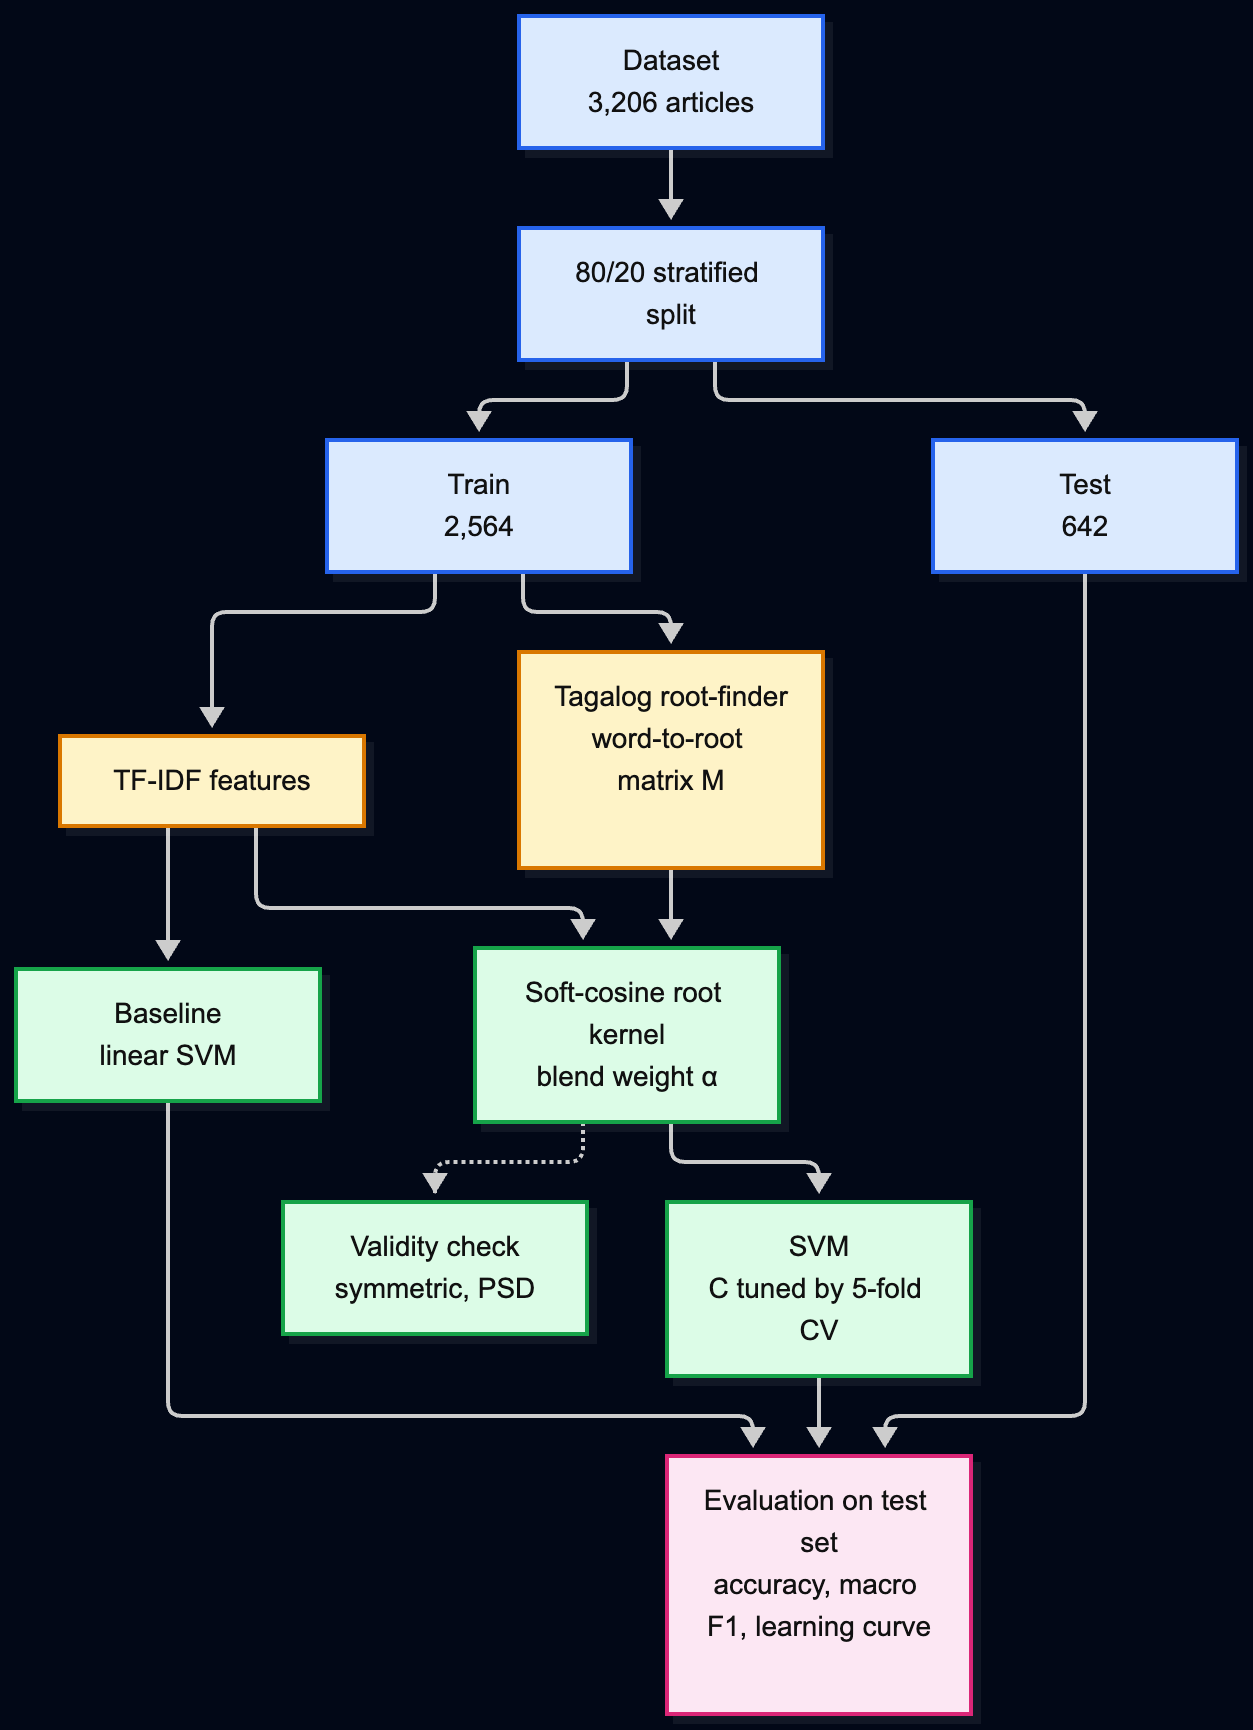 Dataset
3,206 articles
80/20 stratified
split
Train
2,564
Test
642
Tagalog root-finder
word-to-root
matrix M
TF-IDF features
Baseline
linear SVM
Soft-cosine root
kernel
blend weight α
Validity check
symmetric, PSD
SVM
C tuned by 5-fold
CV
Evaluation on test
set
accuracy, macro
F1, learning curve